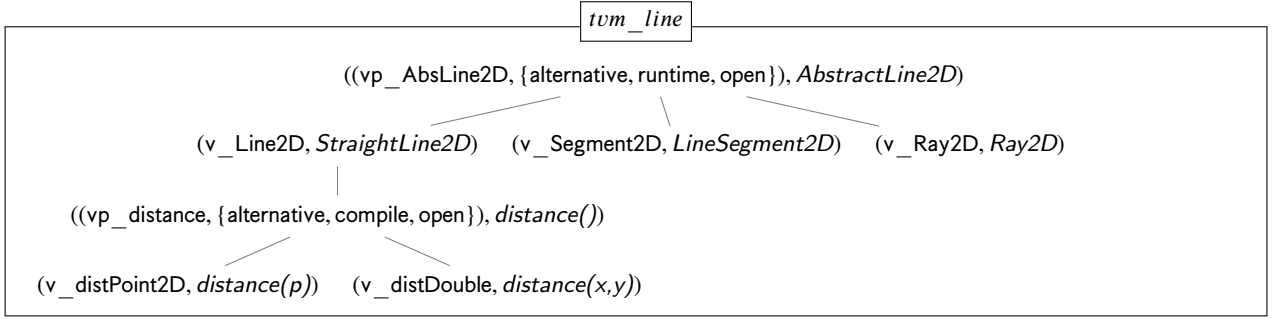 tvm_line
((vp_AbsLine2D, {alternative, runtime, open}), AbstractLine2D)
(v_Line2D, StraightLine2D) (v_Segment2D, LineSegment2D) (v_Ray2D, Ray2D)
((vp_distance, {alternative, compile, open}), distance())
(v_distPoint2D, distance(p)) (v_distDouble, distance(x,y))